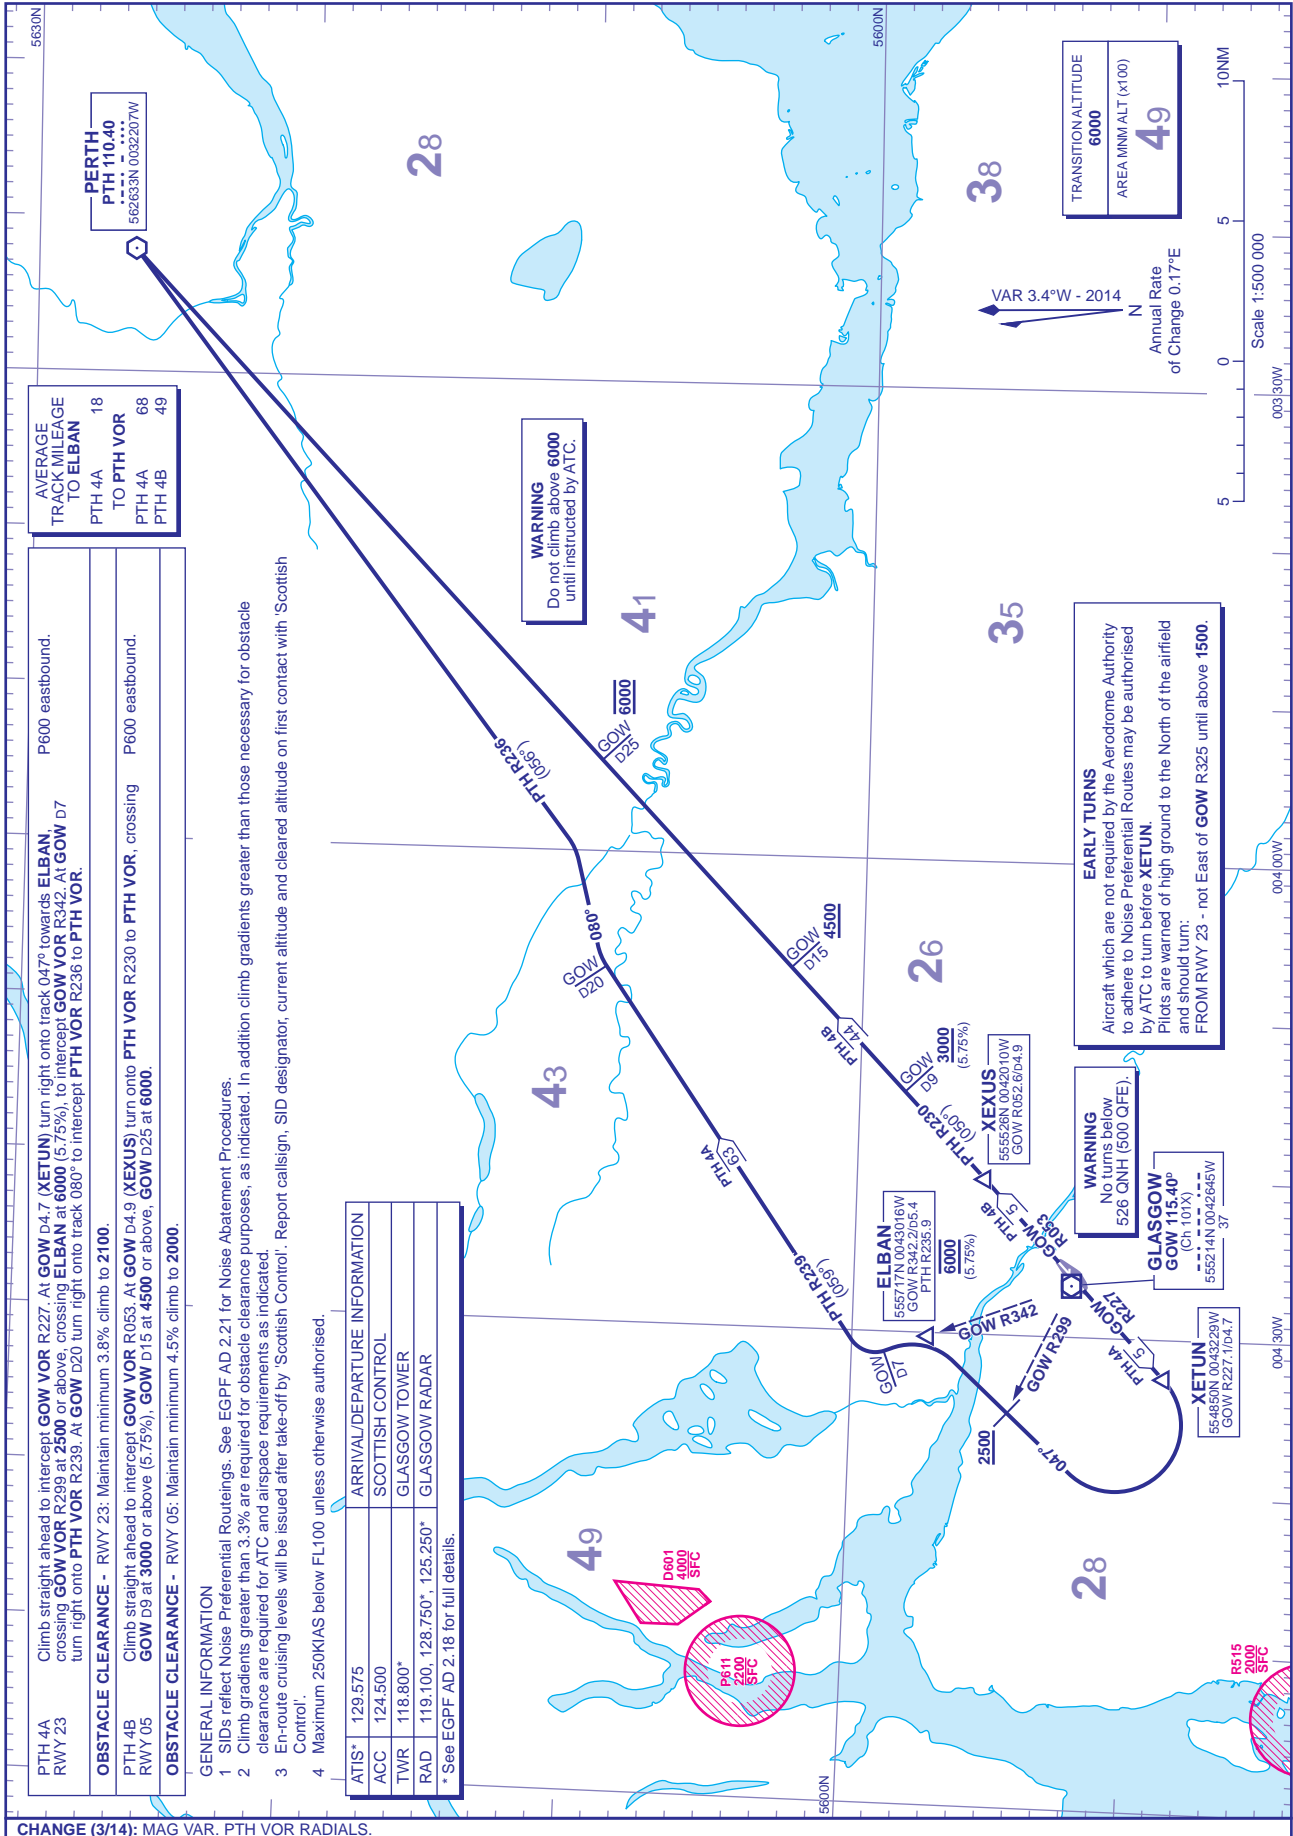 PTH 4A
RWY 23
Climb straight ahead to intercept GOW VOR R227. At GOW D4.7 (XETUN) turn right onto track 047° towards ELBAN,
crossing GOW VOR R299 at 2500 or above, crossing ELBAN at 6000 (5.75%), to intercept GOW VOR R342. At GOW D7
turn right onto PTH VOR R239. At GOW D20 turn right onto track 080° to intercept PTH VOR R236 to PTH VOR.
P600 eastbound.
OBSTACLE CLEARANCE - RWY 23: Maintain minimum 3.8% climb to 2100.
PTH 4B
RWY 05
Climb straight ahead to intercept GOW VOR R053. At GOW D4.9 (XEXUS) turn onto PTH VOR R230 to PTH VOR, crossing
GOW D9 at 3000 or above (5.75%), GOW D15 at 4500 or above, GOW D25 at 6000.
P600 eastbound.
OBSTACLE CLEARANCE - RWY 05: Maintain minimum 4.5% climb to 2000.
GENERAL INFORMATION
1 SIDs reflect Noise Preferential Routeings. See EGPF AD 2.21 for Noise Abatement Procedures.
2 Climb gradients greater than 3.3% are required for obstacle clearance purposes, as indicated. In addition climb gradients greater than those necessary for obstacle
clearance are required for ATC and airspace requirements as indicated.
3 En-route cruising levels will be issued after take-off by 'Scottish Control'. Report callsign, SID designator, current altitude and cleared altitude on first contact with 'Scottish
Control'.
4 Maximum 250KIAS below FL100 unless otherwise authorised.
ATIS* 129.575 ARRIVAL/DEPARTURE INFORMATION
ACC 124.500 SCOTTISH CONTROL
TWR 118.800* GLASGOW TOWER
RAD 119.100, 128.750*, 125.250* GLASGOW RADAR
* See EGPF AD 2.18 for full details.
AVERAGE
TRACK MILEAGE
TO ELBAN
PTH 4A 18
TO PTH VOR
PTH 4A 68
PTH 4B 49
PERTH
PTH 110.40
562633N 0032207W
5630N
5600N
28
WARNING
Do not climb above 6000
until instructed by ATC.
41
PTH R236
(056°)
GOW
D25
6000
080°
GOW
D20
43
GOW
D15
4500
PTH 4B
44
26
PTH 4A
63
GOW
D9
3000
(5.75%)
PTH R230
(050°)
XEXUS
555526N 0042010W
GOW R052.6/D4.9
PTH R239
(059°)
ELBAN
555717N 0043016W
GOW R342.2/D5.4
PTH R235.9
6000
(5.75%)
PTH 4B
5
GOW
R053
GOW R342
GOW
D7
GOW R299
2500
047°
GOW
R227
PTH 4A
5
WARNING
No turns below
526 QNH (500 QFE).
GLASGOW
GOW 115.40D
(Ch 101X)
555214N 0042645W
37
XETUN
554850N 0043229W
GOW R227.1/D4.7
EARLY TURNS
Aircraft which are not required by the Aerodrome Authority
to adhere to Noise Preferential Routes may be authorised
by ATC to turn before XETUN.
Pilots are warned of high ground to the North of the airfield
and should turn:
FROM RWY 23 - not East of GOW R325 until above 1500.
35
38
49
D601
4000
SFC
P611
2200
SFC
28
R515
2000
SFC
5600N
TRANSITION ALTITUDE
6000
AREA MNM ALT (x100)
49
VAR 3.4°W - 2014
N
Annual Rate
of Change 0.17°E
5 0 5 10NM
Scale 1:500 000
00330W
00400W
00430W
CHANGE (3/14): MAG VAR. PTH VOR RADIALS.